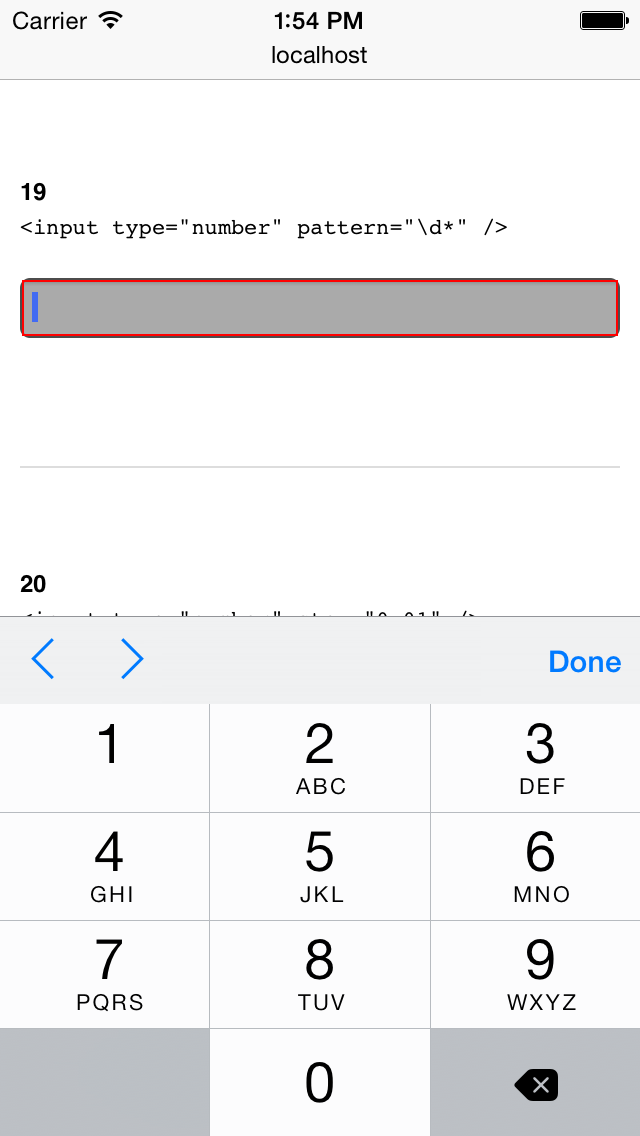 Carrier 1:54 PM
localhost
19
<input type="number" pattern="\d*" />
20
Done
1 2 3
ABC DEF
4 5 6
GHI JKL MNO
7 8 9
PQRS TUV WXYZ
0